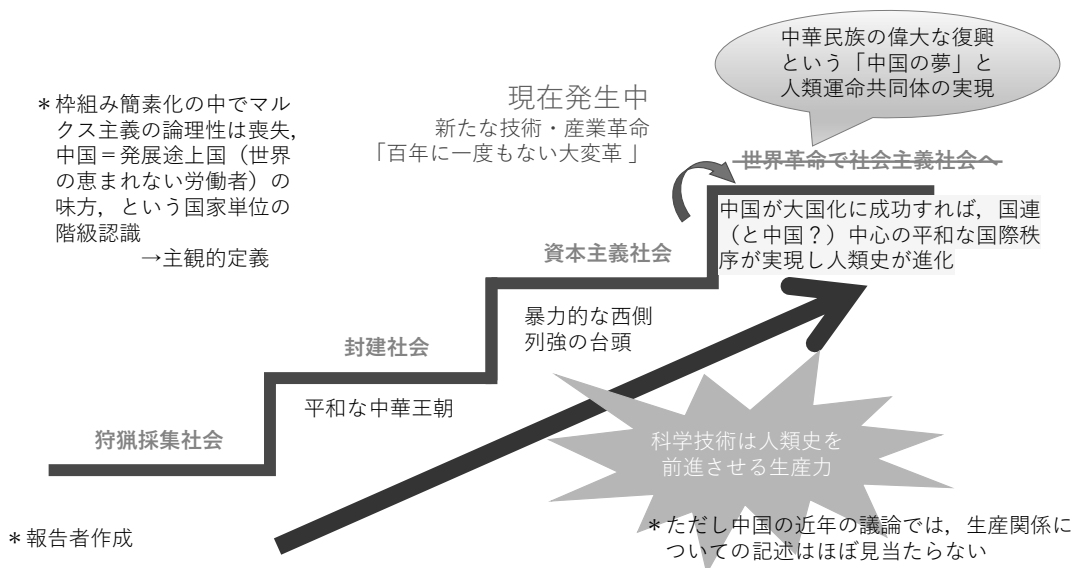 中華民族の偉大な復興
という「中国の夢」と
人類運命共同体の実現
＊枠組み簡素化の中でマル
クス主義の論理性は喪失，
中国＝発展途上国（世界
の恵まれない労働者）の
味方，という国家単位の
階級認識
→主観的定義
現在発生中
新たな技術・産業革命
「百年に一度もない大変革 」
世界革命で社会主義社会へ
中国が大国化に成功すれば，国連
（と中国？）中心の平和な国際秩
序が実現し人類史が進化
資本主義社会
暴力的な西側
列強の台頭
封建社会
平和な中華王朝
狩猟採集社会
科学技術は人類史を
前進させる生産力
＊報告者作成
＊ただし中国の近年の議論では，生産関係に
ついての記述はほぼ見当たらない